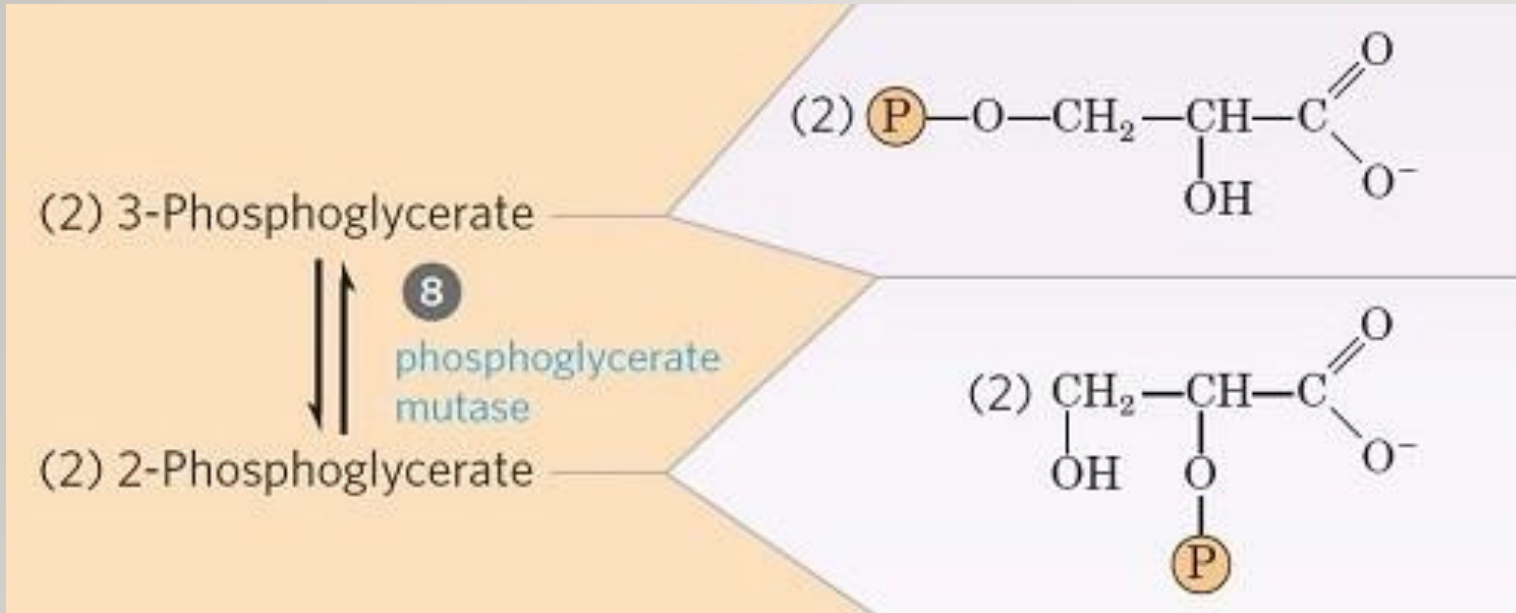 (2) 3-Phosphoglycerate
8
phosphoglycerate
mutase
(2) 2-Phosphoglycerate
O
(2) P—O—CH₂—CH—C
OH
O⁻
O
(2) CH₂—CH—C
OH O
O⁻
P